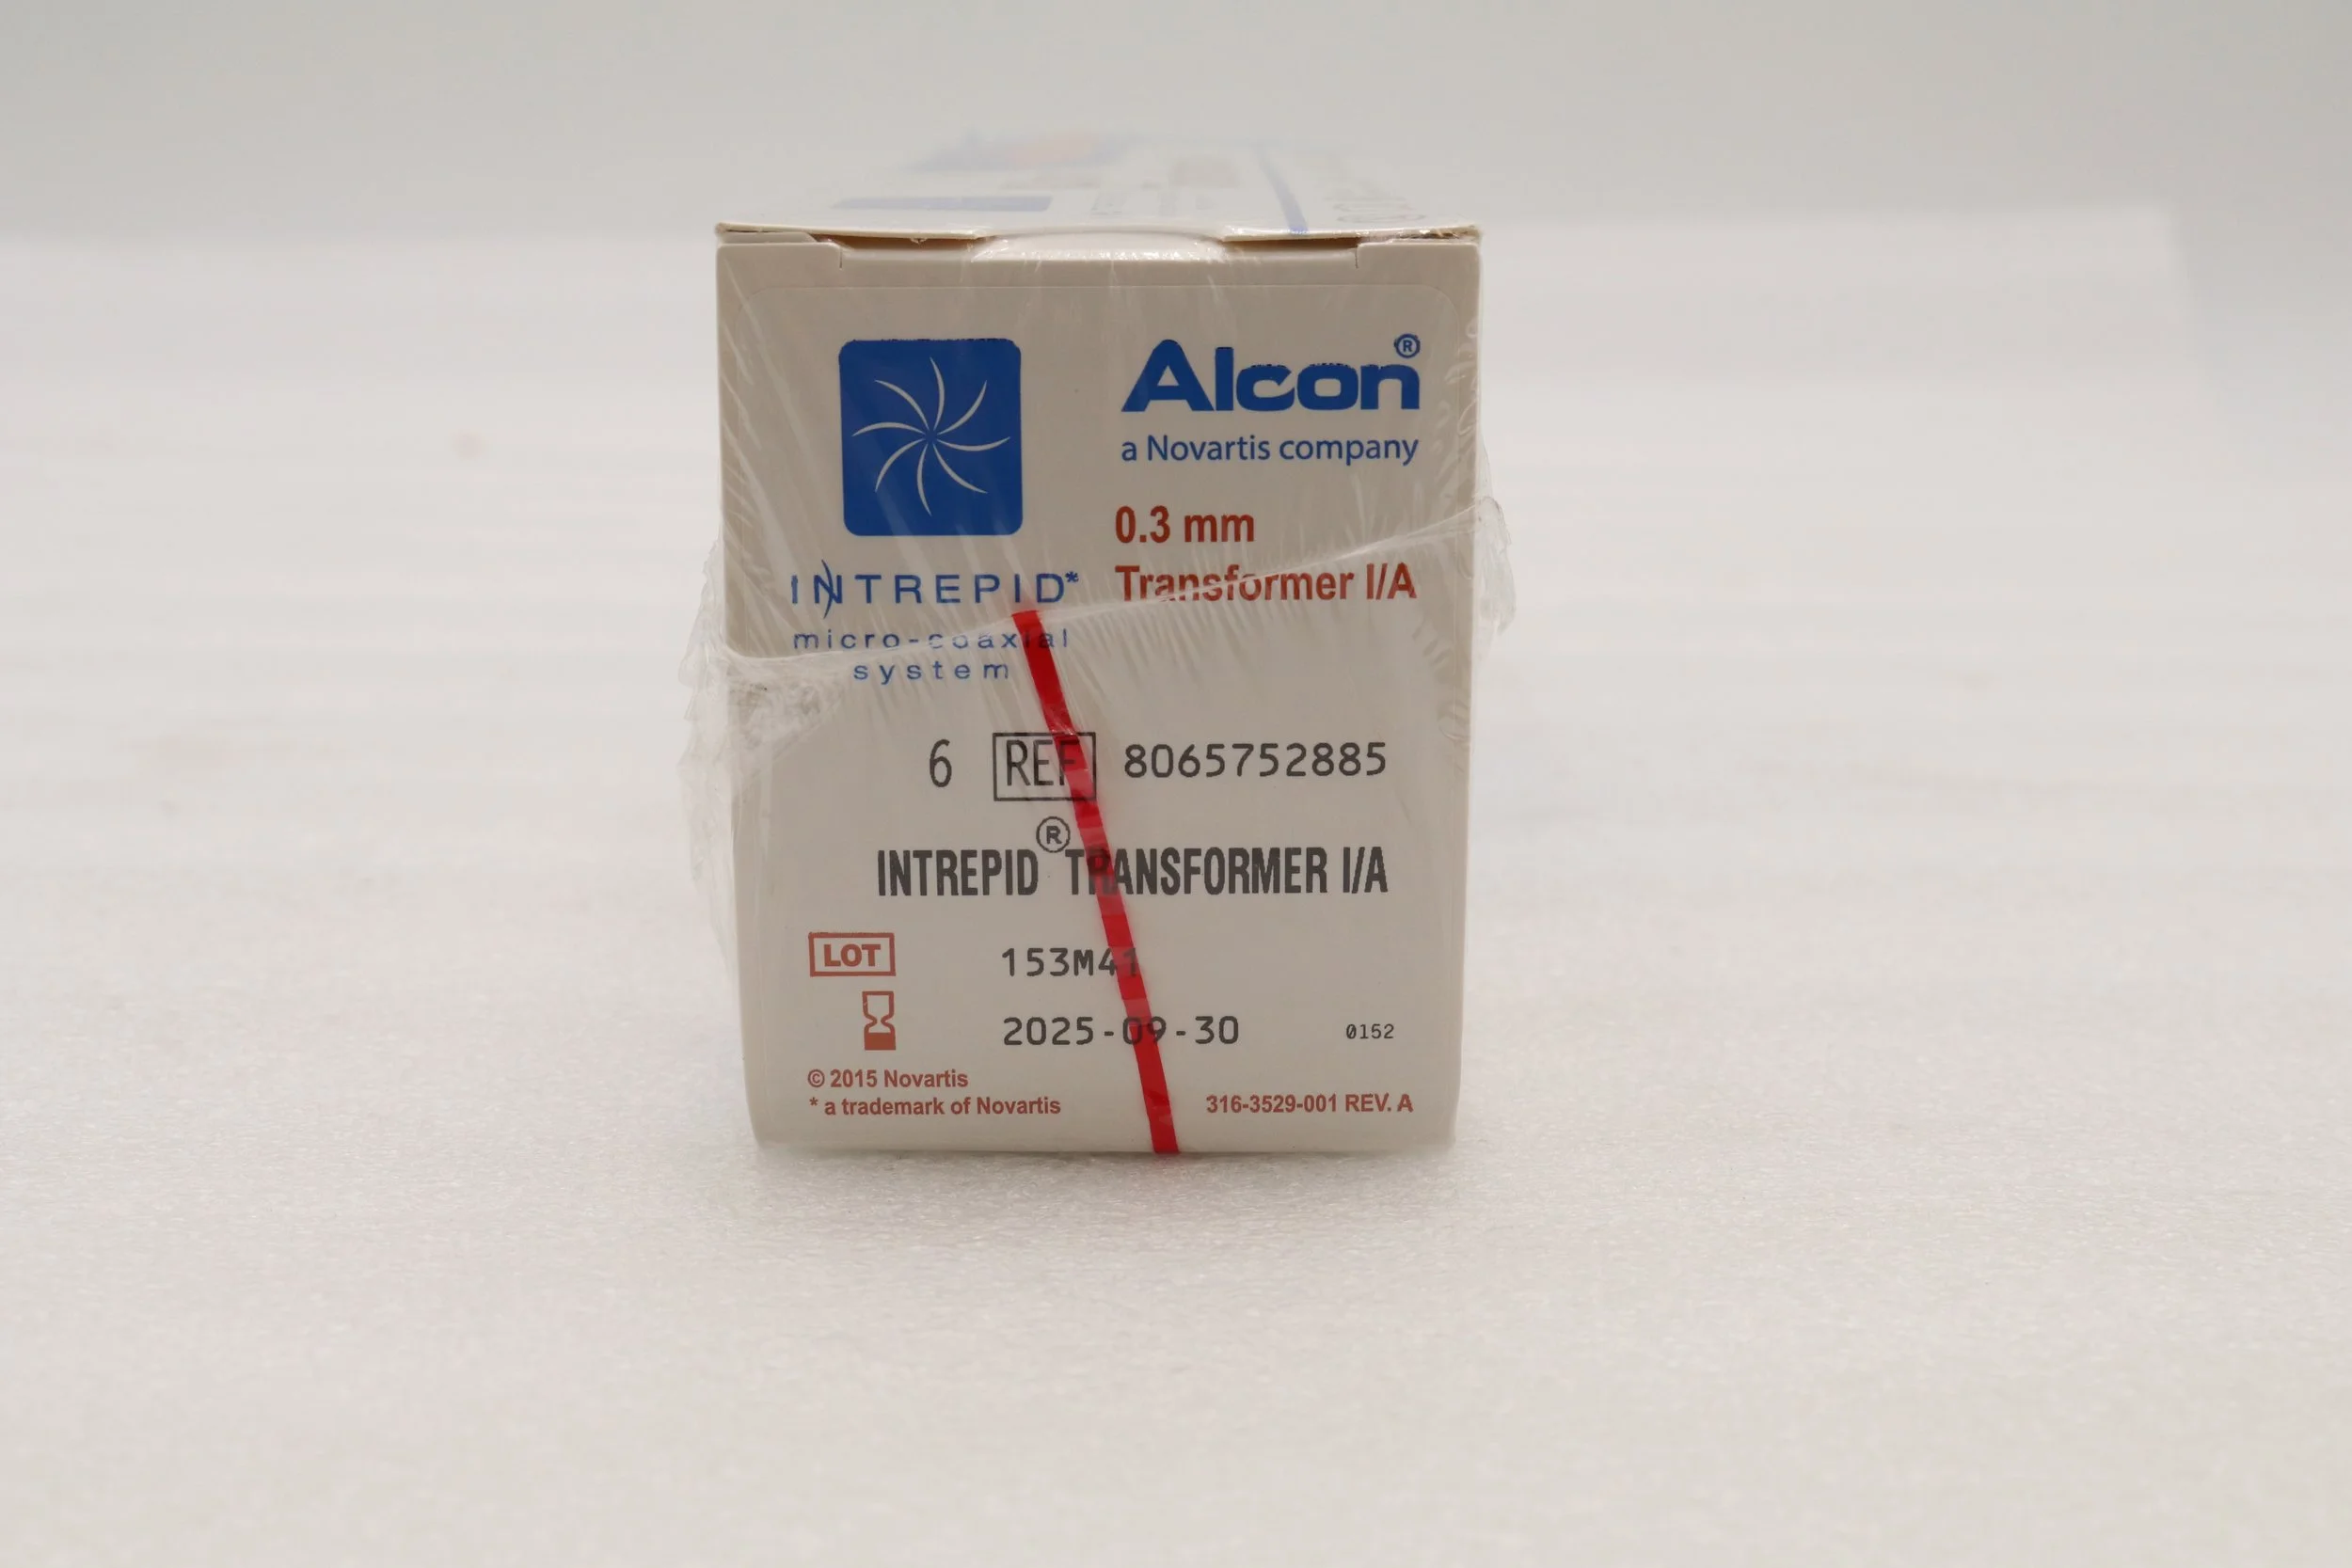 Alcon®
a Novartis company
0.3 mm
Transformer I/A
INTREPID*
micro-coaxial
system
6 REF 8065752885
INTREPID® TRANSFORMER I/A
LOT 153M41
2025-09-30 0152
© 2015 Novartis
* a trademark of Novartis 316-3529-001 REV. A